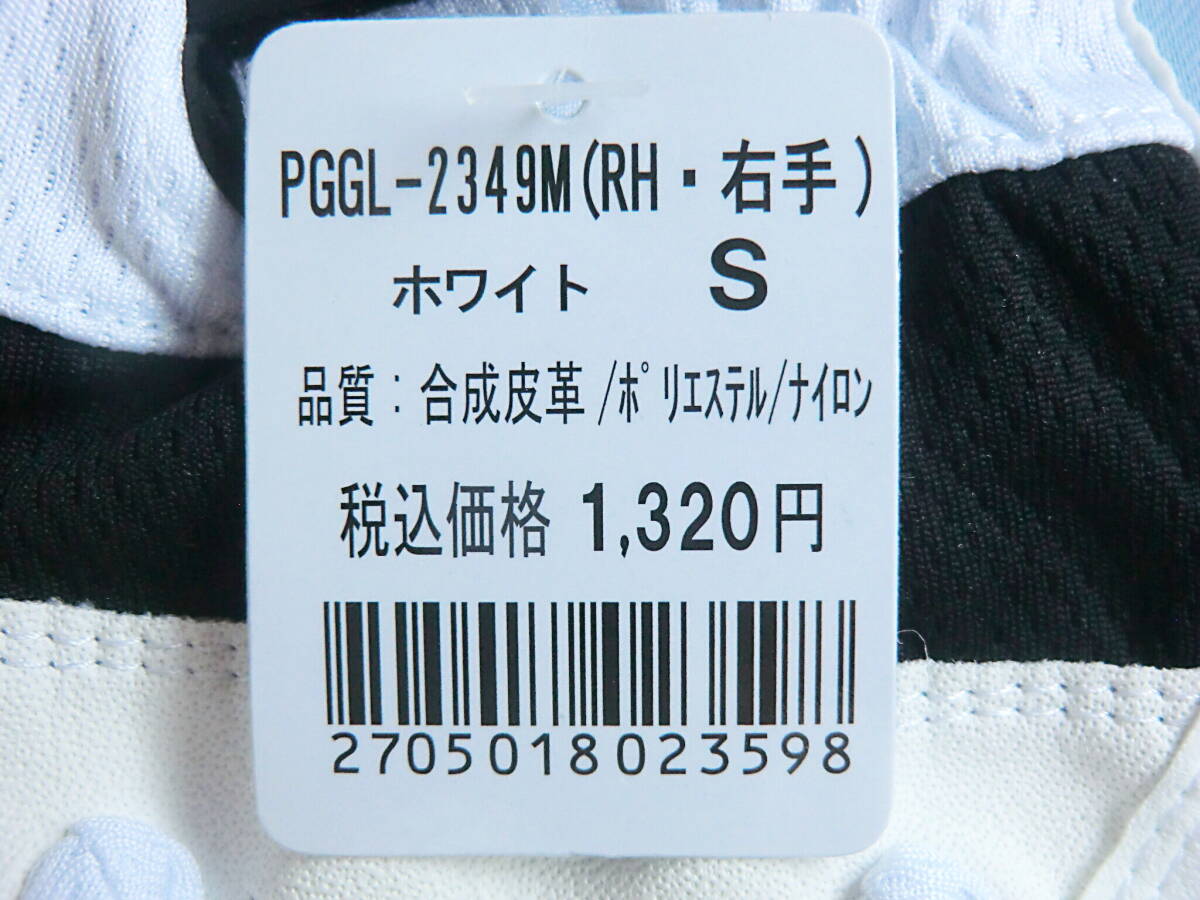 PGGL-2349M(RH・右手)
ホワイト S
品質:合成皮革/ポリエステル/ナイロン
税込価格 1,320円
2705018023598